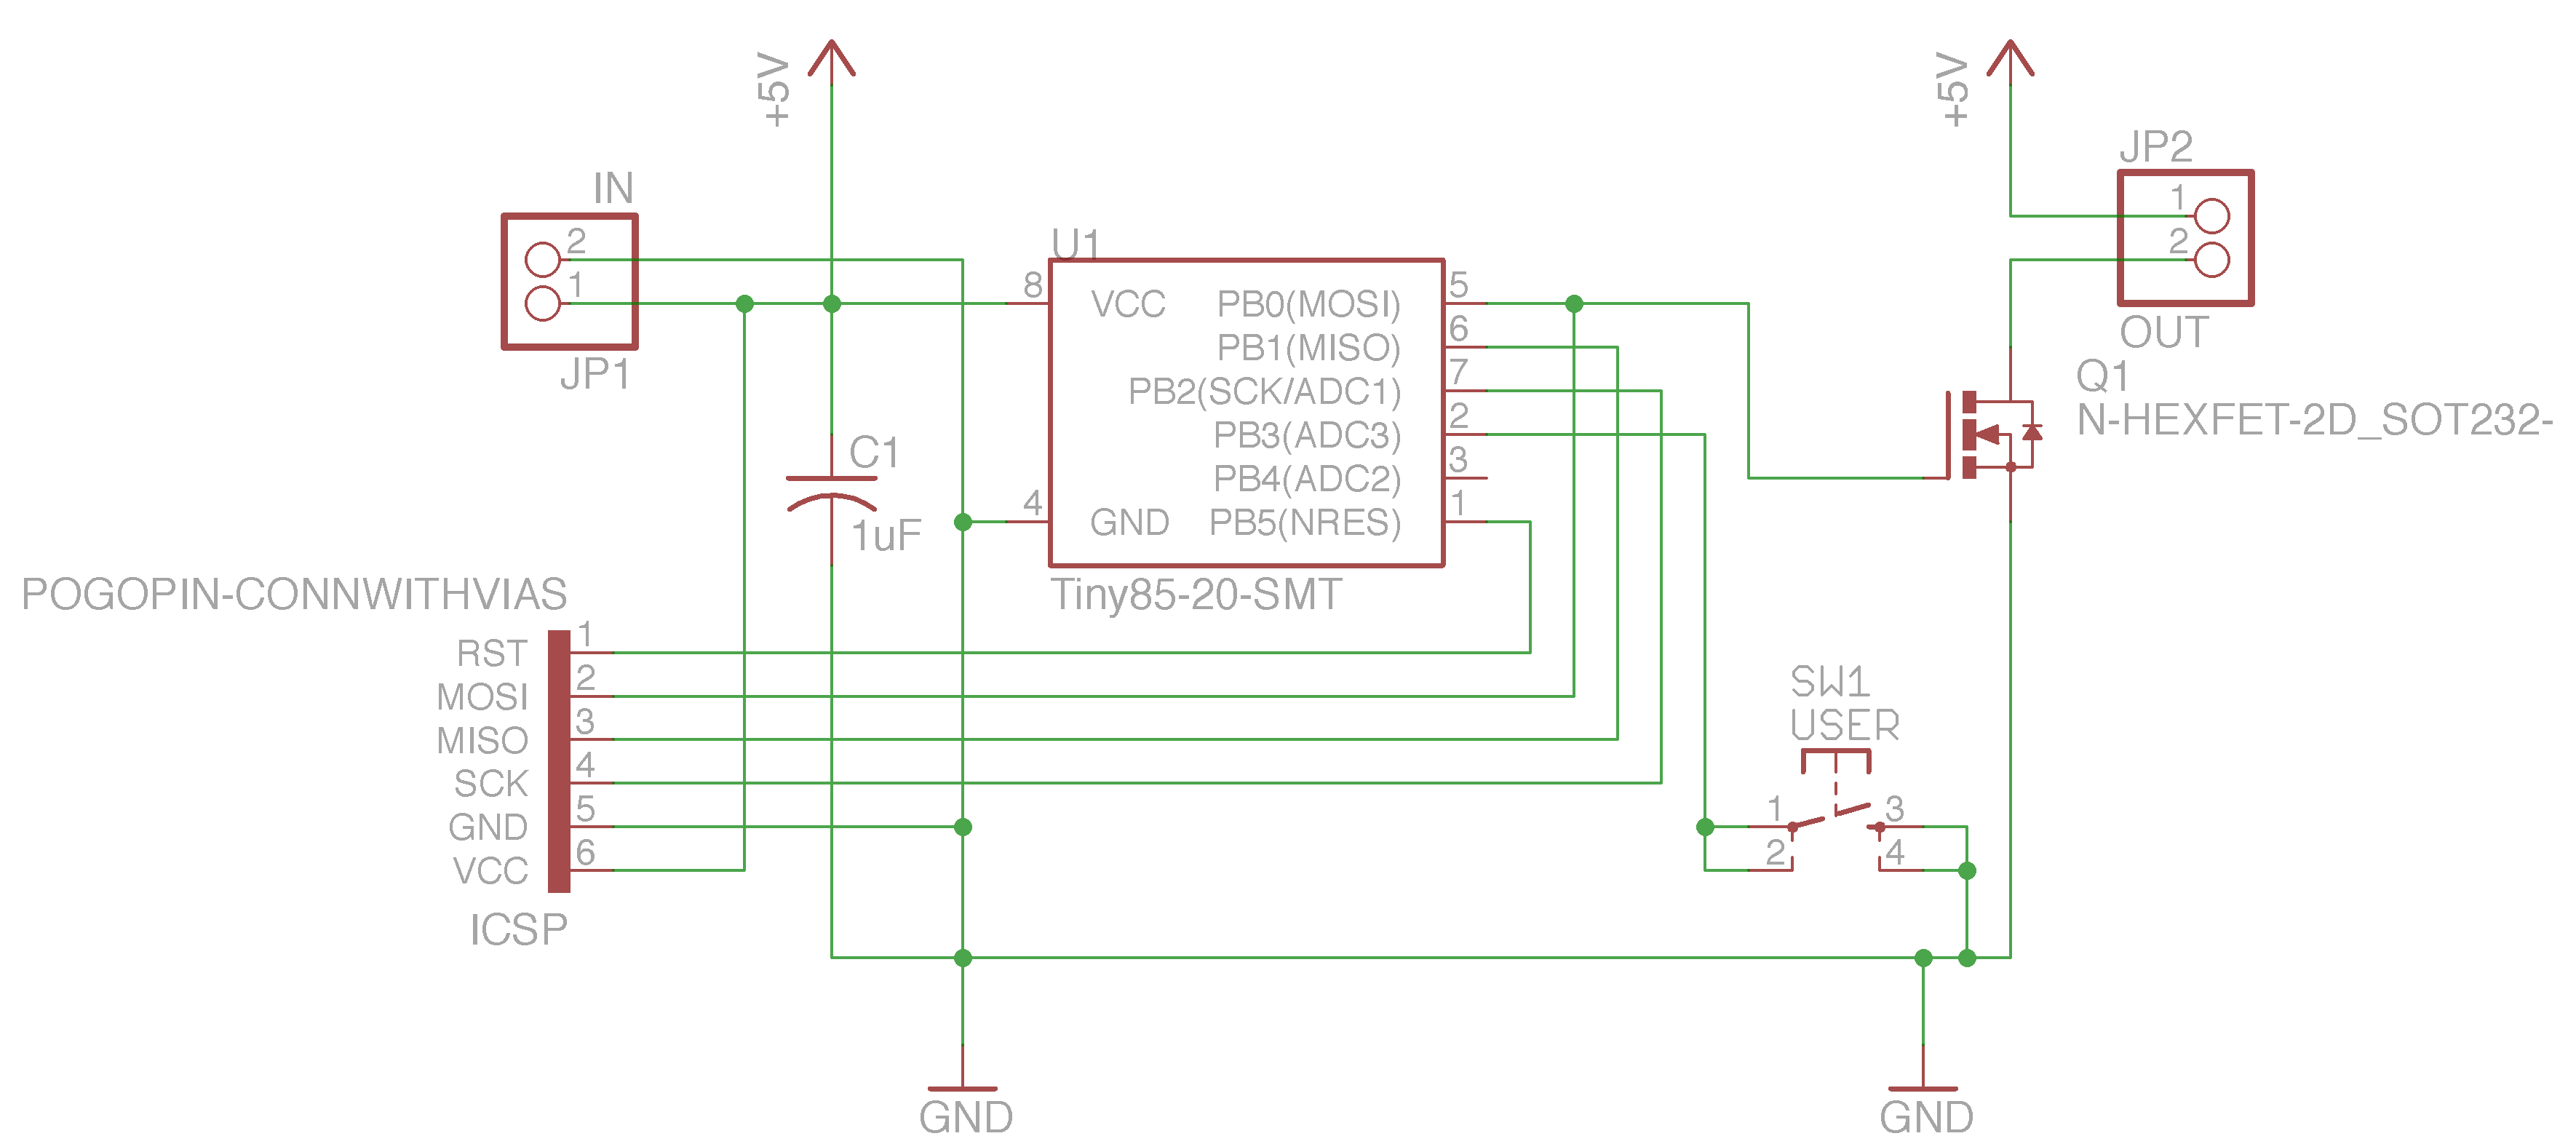 +5V
+5V
JP2
1
2
OUT
IN
2
1
JP1
U1
8
VCC
4
GND
PB0(MOSI)
5
PB1(MISO)
6
PB2(SCK/ADC1)
7
PB3(ADC3)
2
PB4(ADC2)
3
PB5(NRES)
1
Tiny85-20-SMT
Q1
N-HEXFET-2D_SOT232-
C1
1uF
POGOPIN-CONNWITHVIAS
RST
1
MOSI
2
MISO
3
SCK
4
GND
5
VCC
6
ICSP
SW1
USER
1
3
2
4
GND
GND